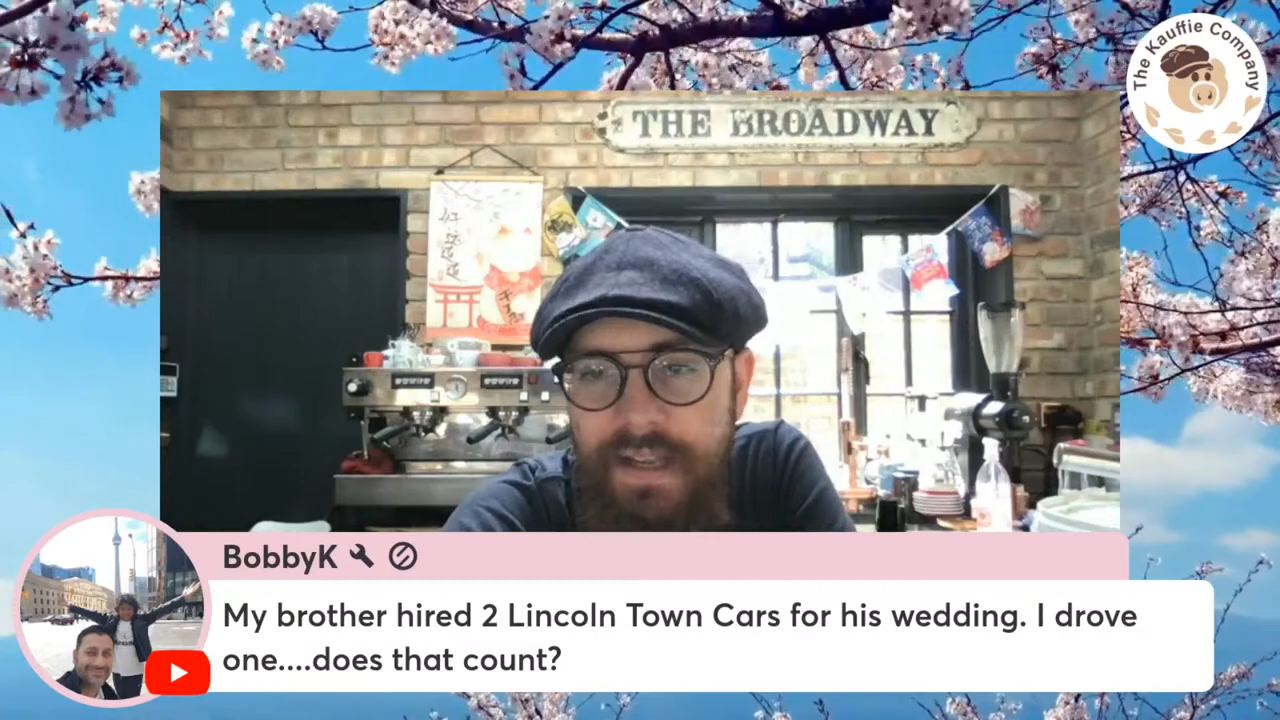 The Kauffie Company
THE BROADWAY
BobbyK
My brother hired 2 Lincoln Town Cars for his wedding. I drove
one....does that count?